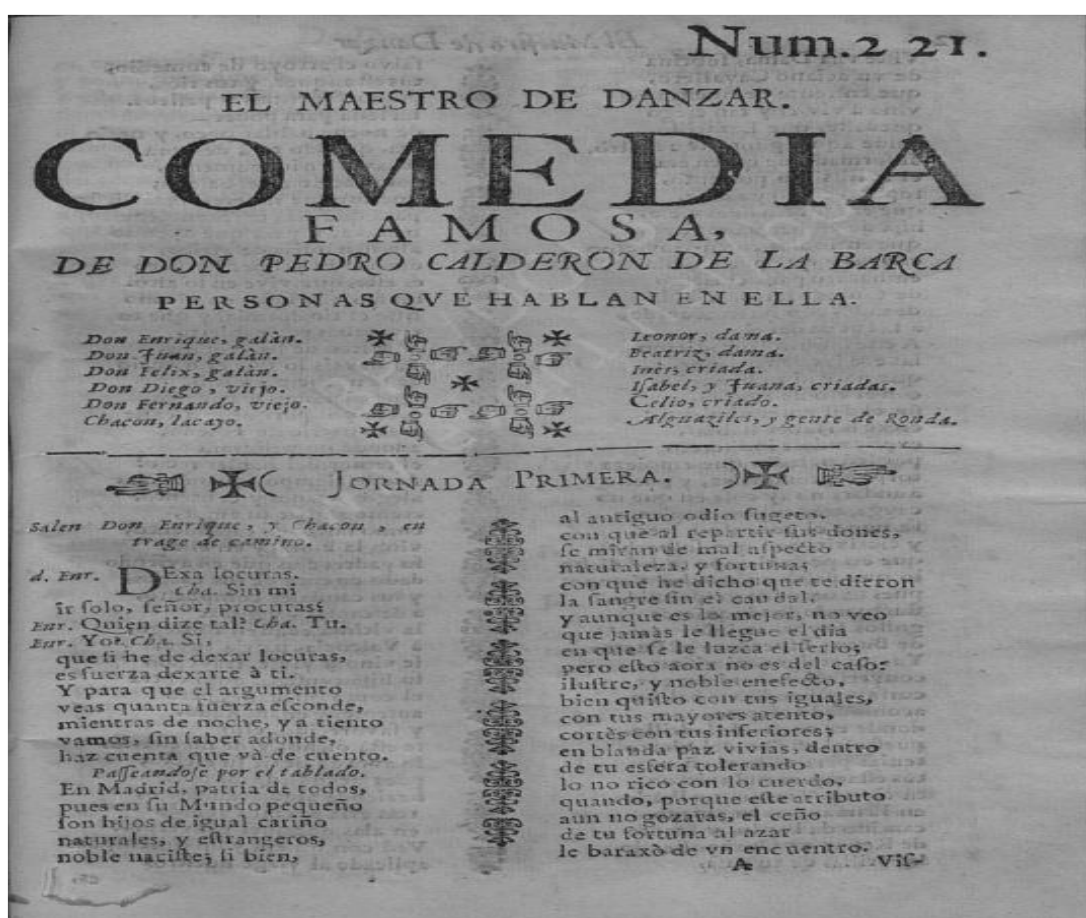 Num.2 21.
EL MAESTRO DE DANZAR.
COMEDIA
FAMOSA,
DE DON PEDRO CALDERON DE LA BARCA
PERSONAS QVE HABLAN EN ELLA.
Don Enrique, galàn.
Don Juan, galàn.
Don Felix, galàn.
Don Diego, viejo.
Don Fernando, viejo.
Chacon, lacayo.
Leonor, dama.
Beatriz, dama.
Inès, criada.
Isabel, y Juana, criadas.
Celio, criado.
Alguaziles, y gente de Ronda.
JORNADA PRIMERA.
Salen Don Enrique, y Chacon, en
trage de camino.
d. Enr. DExa locuras.
Cha. Sin mi
ir solo, señor, procuras;
Enr. Quien dize tal? Cha. Tu.
Enr. Yo? Cha. Si,
que si he de dexar locuras,
es fuerza dexarte à ti.
Y para que el argumento
veas quanta fuerza esconde,
mientras de noche, y a tiento
vamos, sin saber adonde,
haz cuenta que và de cuento.
Passeandose por el tablado.
En Madrid, patria de todos,
pues en su Mundo pequeño
son hijos de igual cariño
naturales, y estrangeros,
noble naciste; si bien,
al antiguo odio sugeto.
con que al repartir sus dones,
se miran de mal aspecto
naturaleza, y fortuna;
con que he dicho que te dieron
la sangre sin el caudal.
y aunque es lo mejor, no veo
que jamàs le llegue el dia
en que se le luzca el serlo;
pero esto aora no es del caso:
ilustre, y noble enefecto,
bien quisto con tus iguales,
con tus mayores atento,
cortès con tus inferiores;
en blanda paz vivias, dentro
de tu esfera tolerando
lo no rico con lo cuerdo,
quando, porque este atributo
aun no gozaras, el ceño
de tu fortuna al azar
le baraxò de vn encuentro.
A Vis-